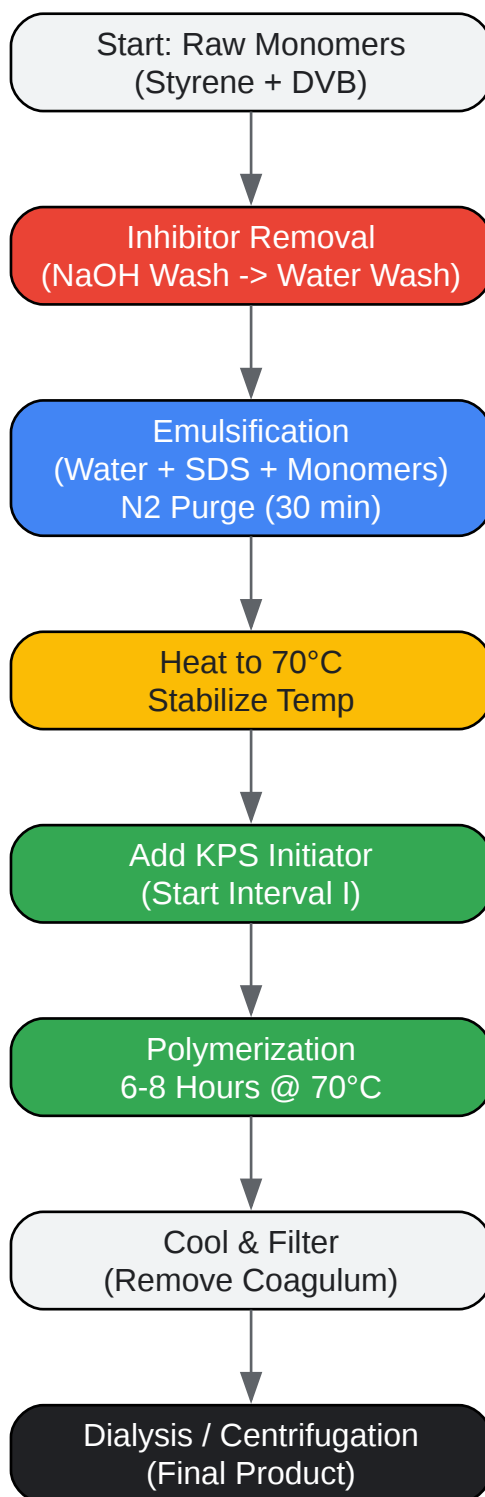 Start: Raw Monomers
(Styrene + DVB)
Inhibitor Removal
(NaOH Wash -> Water Wash)
Emulsification
(Water + SDS + Monomers)
N2 Purge (30 min)
Heat to 70°C
Stabilize Temp
Add KPS Initiator
(Start Interval I)
Polymerization
6-8 Hours @ 70°C
Cool & Filter
(Remove Coagulum)
Dialysis / Centrifugation
(Final Product)